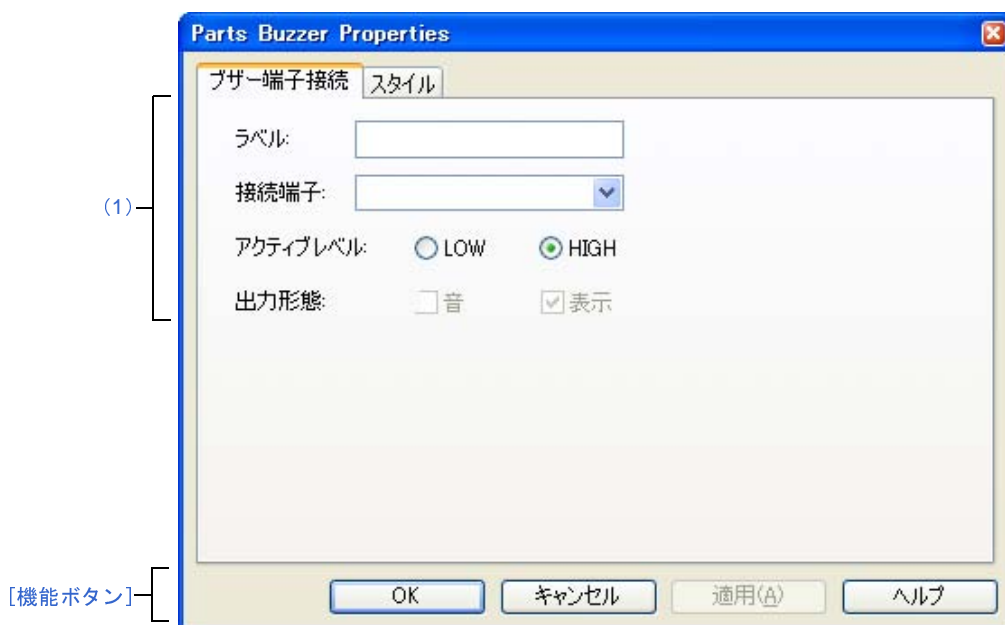 Parts Buzzer Properties
ブザー端子接続 スタイル
(1)
ラベル:
接続端子:
アクティブレベル: LOW HIGH
出力形態: 音 表示
[機能ボタン]
OK キャンセル 適用(A) ヘルプ